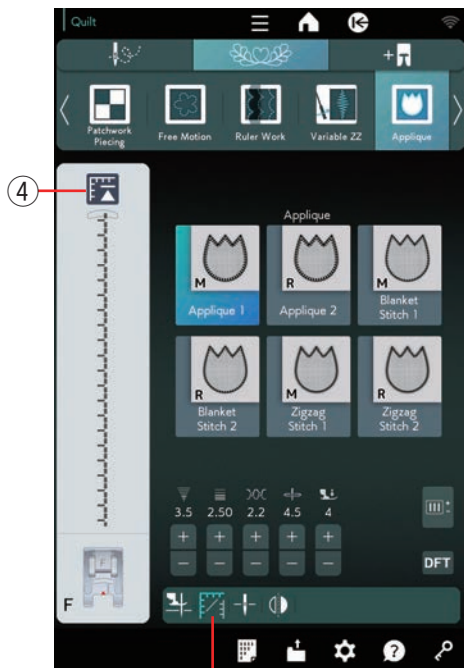 Quilt
Patchwork
Piecing
Free Motion
Ruler Work
Variable ZZ
Applique
④
Applique
M
Applique 1
R
Applique 2
M
Blanket
Stitch 1
R
Blanket
Stitch 2
M
Zigzag
Stitch 1
R
Zigzag
Stitch 2
3.5 2.50 2.2 4.5 4
+ + + + +
− − − − −
DFT
F